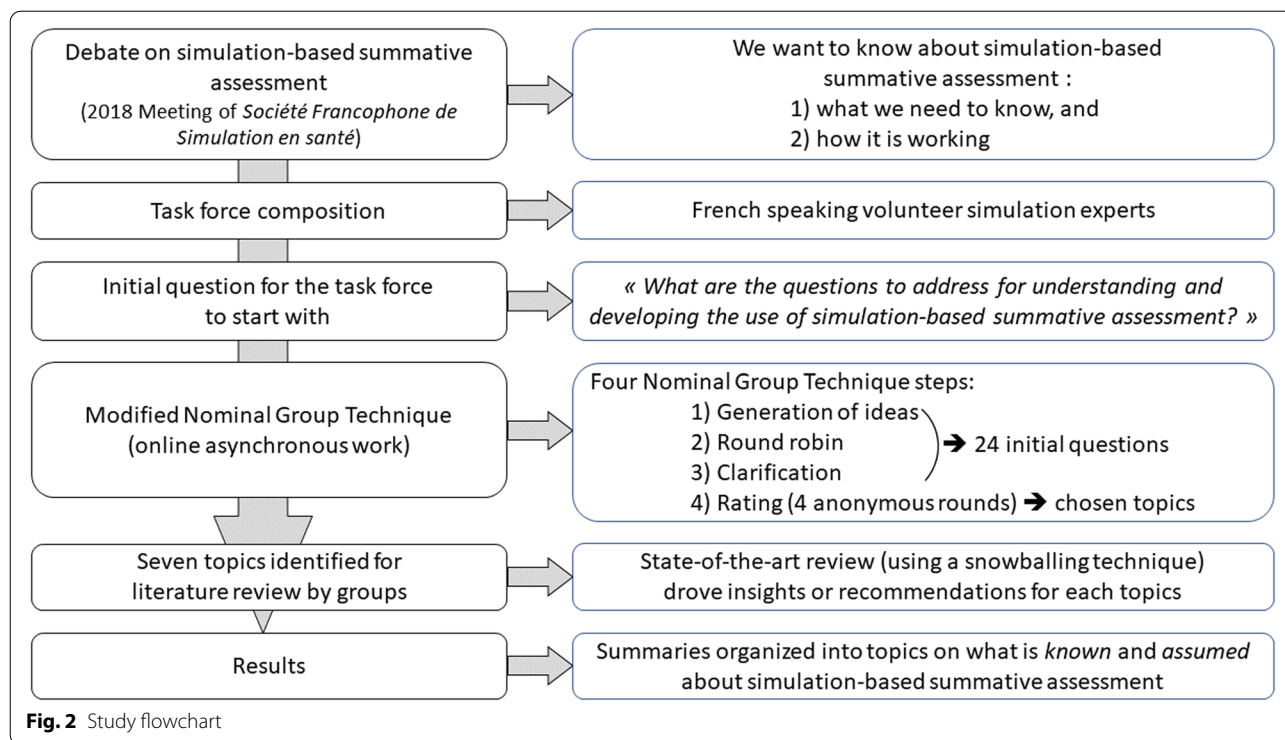 Debate on simulation-based summative
assessment
(2018 Meeting of Société Francophone de
Simulation en santé)
We want to know about simulation-based
summative assessment :
1) what we need to know, and
2) how it is working
Task force composition
French speaking volunteer simulation experts
Initial question for the task force
to start with
« What are the questions to address for understanding and
developing the use of simulation-based summative assessment? »
Modified Nominal Group Technique
(online asynchronous work)
Four Nominal Group Technique steps:
1) Generation of ideas
2) Round robin
3) Clarification
➔ 24 initial questions
4) Rating (4 anonymous rounds) ➔ chosen topics
Seven topics identified for
literature review by groups
State-of-the-art review (using a snowballing technique)
drove insights or recommendations for each topics
Results
Summaries organized into topics on what is known and assumed
about simulation-based summative assessment
Fig. 2 Study flowchart